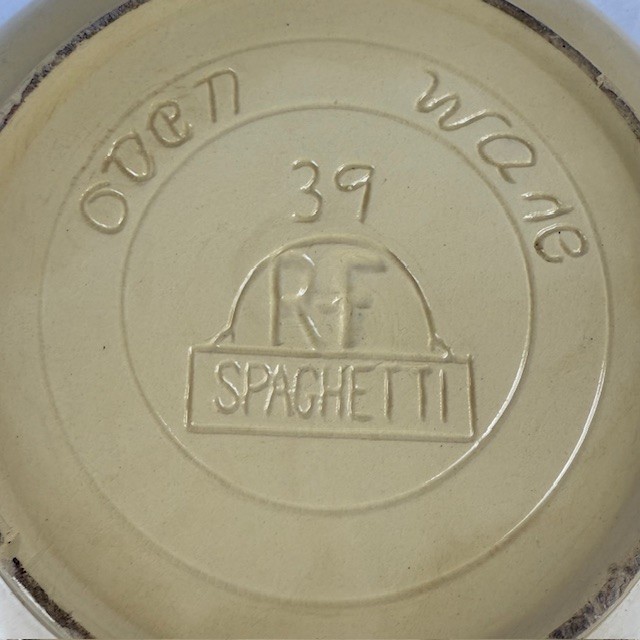 oven ware
39
R-F
SPAGHETTI